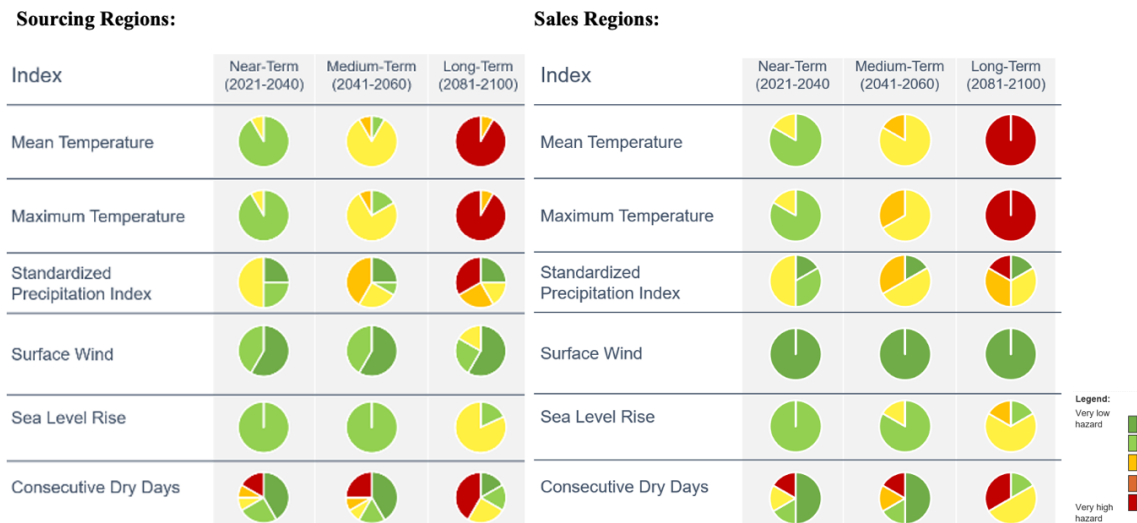 Sourcing Regions:
Index
Near-Term
(2021-2040)
Medium-Term
(2041-2060)
Long-Term
(2081-2100)
Mean Temperature
Maximum Temperature
Standardized
Precipitation Index
Surface Wind
Sea Level Rise
Consecutive Dry Days
Sales Regions:
Index
Near-Term
(2021-2040
Medium-Term
(2041-2060)
Long-Term
(2081-2100)
Mean Temperature
Maximum Temperature
Standardized
Precipitation Index
Surface Wind
Sea Level Rise
Consecutive Dry Days
Legend:
Very low
hazard
Very high
hazard